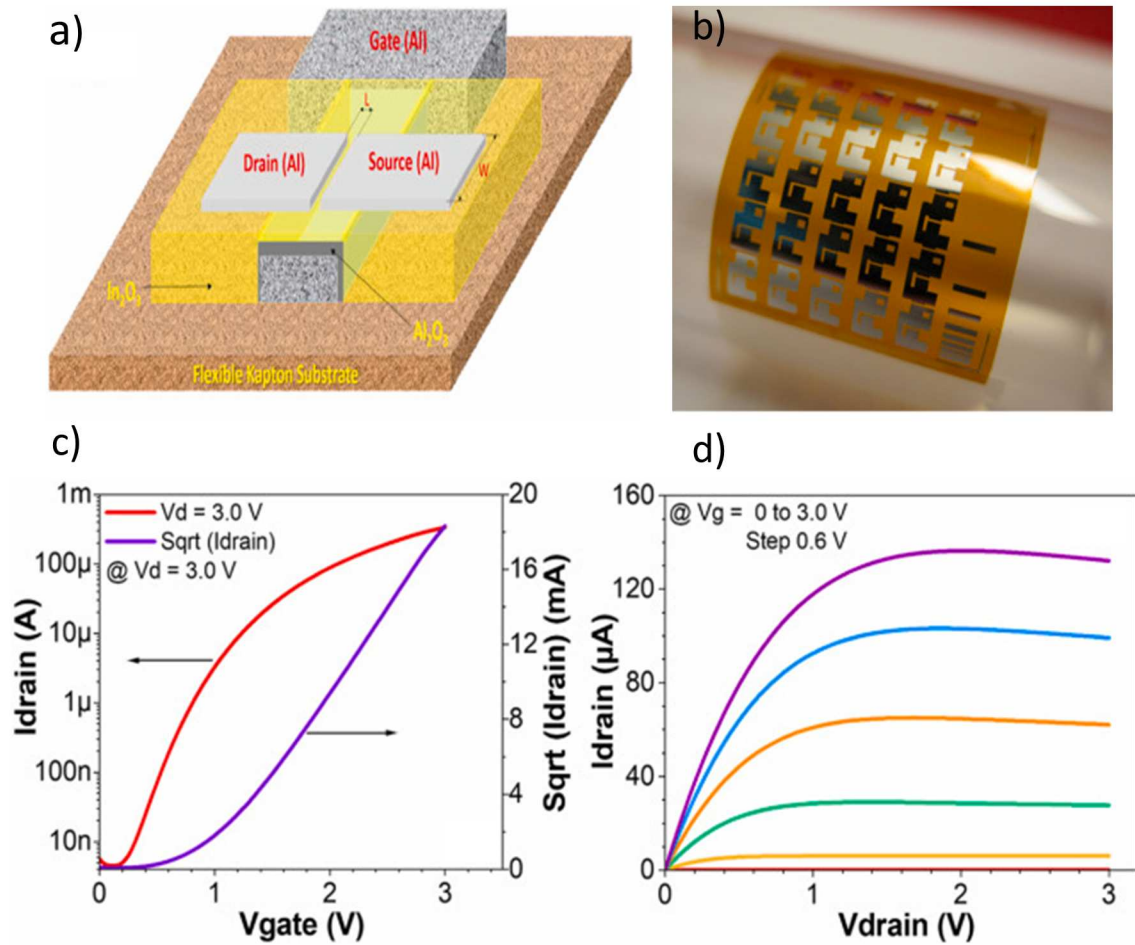 a)
Gate (Al)
L
Drain (Al)
Source (Al)
W
In₂O₃
Al₂O₃
Flexible Kapton Substrate
b)
c)
Idrain (A)
1m
100µ
10µ
1µ
100n
10n
Vd = 3.0 V
Sqrt (Idrain)
@ Vd = 3.0 V
20
16
12
8
4
0
Sqrt (Idrain) (mA)
0 1 2 3
Vgate (V)
d)
Idrain (µA)
160
120
80
40
0
@ Vg = 0 to 3.0 V
Step 0.6 V
0 1 2 3
Vdrain (V)